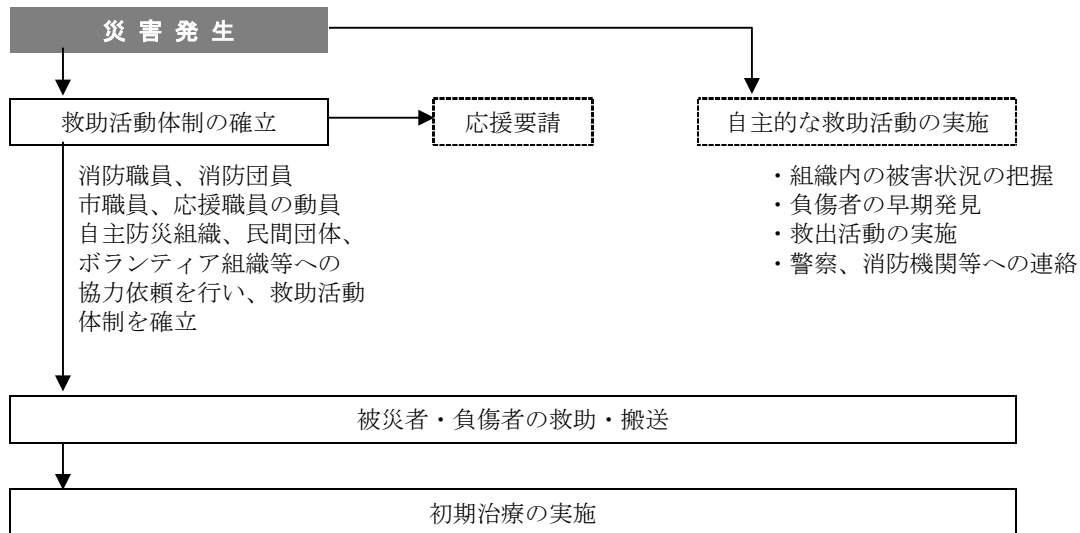 災害発生
救助活動体制の確立
応援要請
自主的な救助活動の実施
消防職員、消防団員
市職員、応援職員の動員
自主防災組織、民間団体、
ボランティア組織等への
協力依頼を行い、救助活動
体制を確立
・組織内の被害状況の把握
・負傷者の早期発見
・救出活動の実施
・警察、消防機関等への連絡
被災者・負傷者の救助・搬送
初期治療の実施